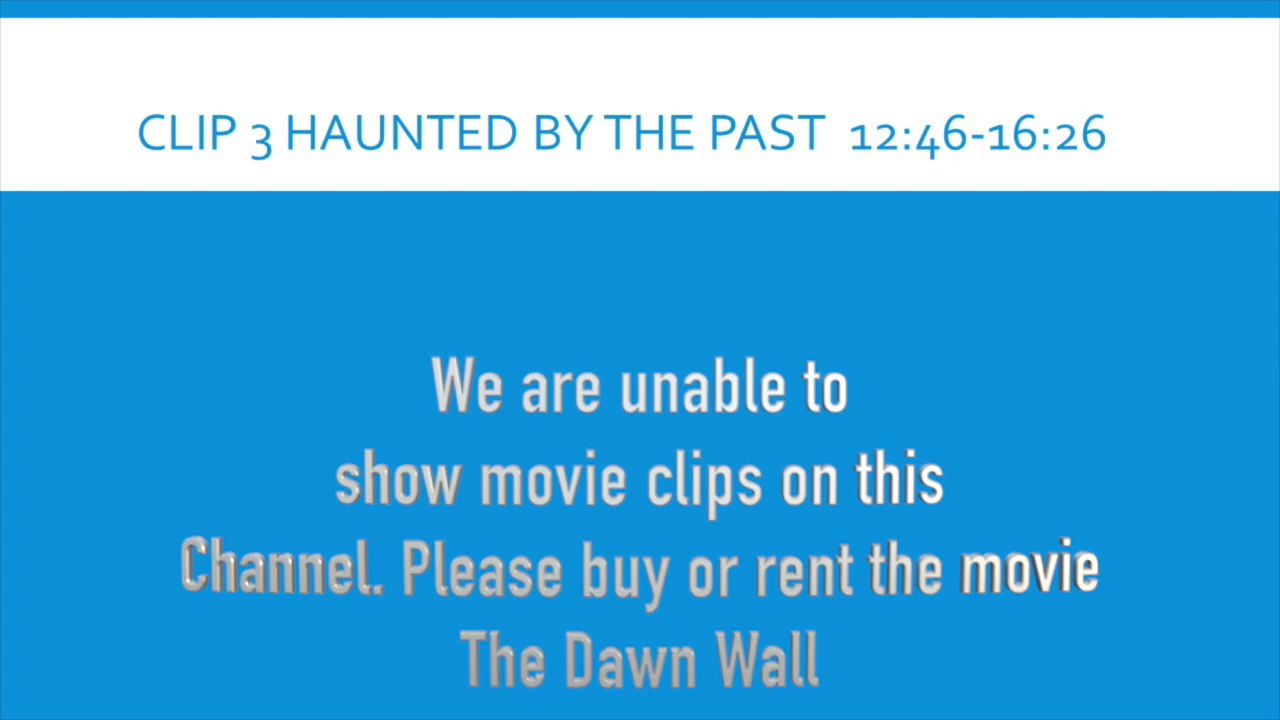 CLIP 3 HAUNTED BY THE PAST 12:46-16:26
We are unable to
show movie clips on this
Channel. Please buy or rent the movie
The Dawn Wall